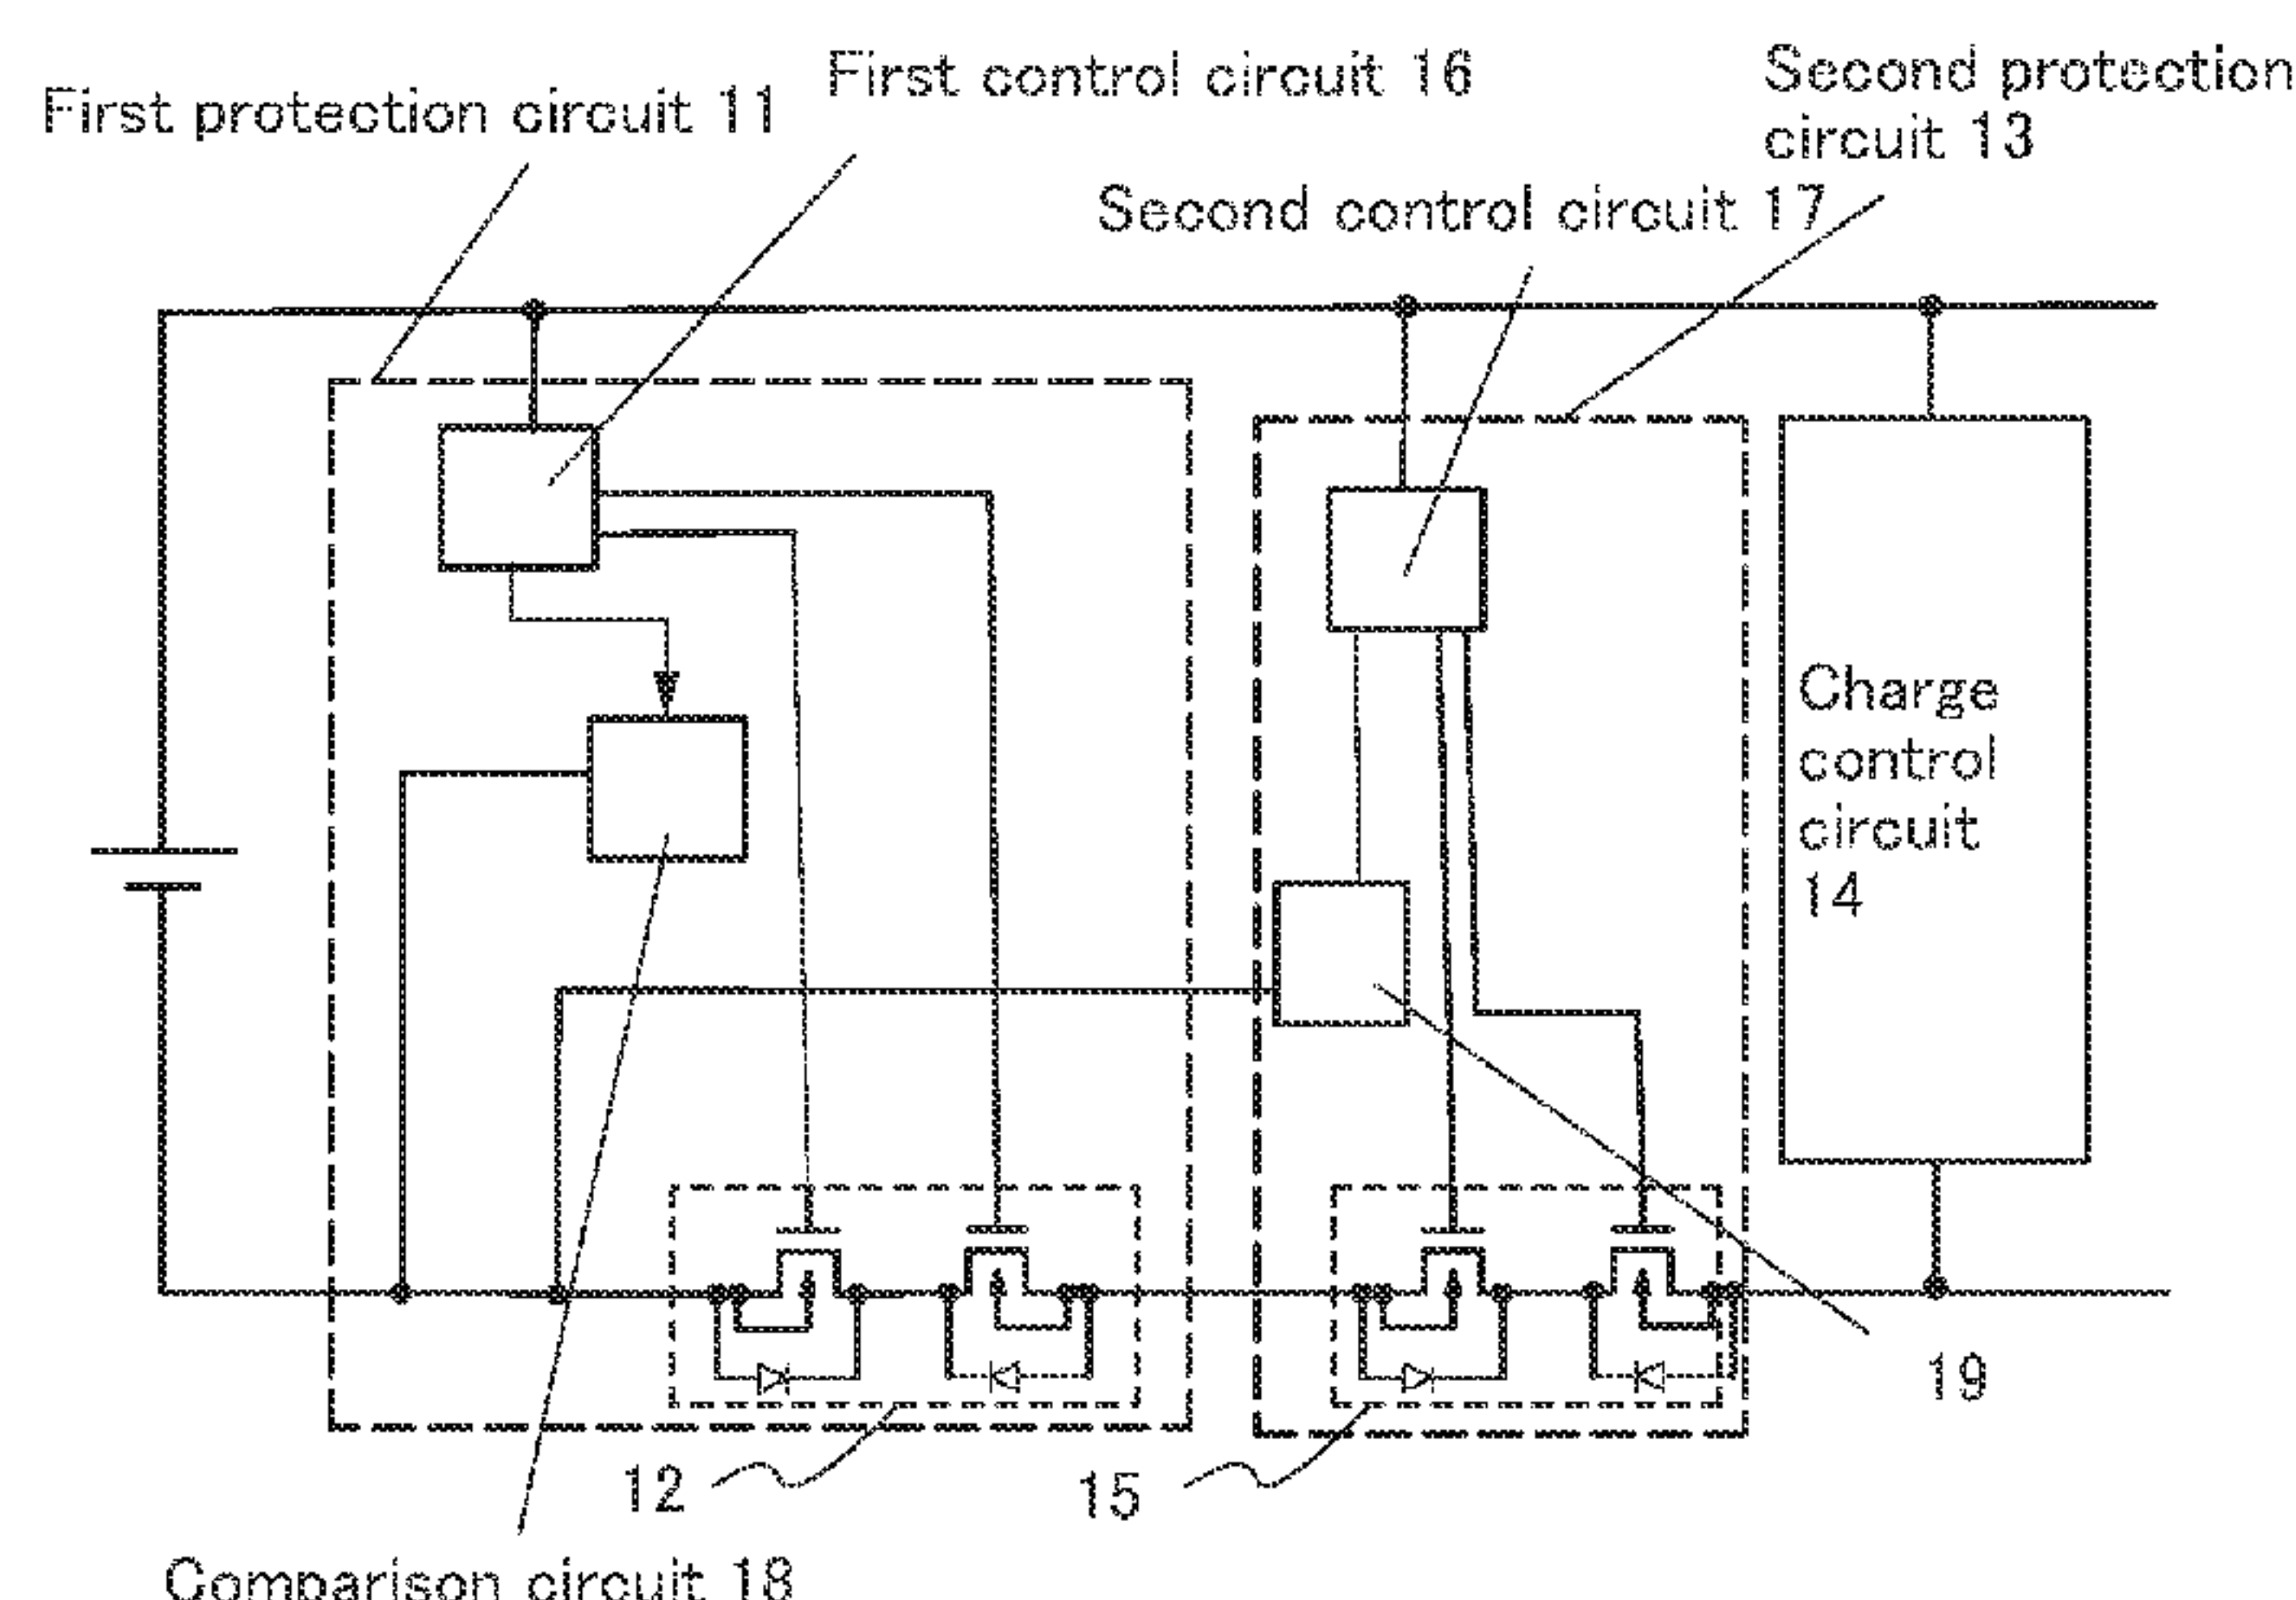 First protection circuit 11
First control circuit 16
Second protection
circuit 13
Second control circuit 17
Charge
control
circuit
14
19
12
15
Comparison circuit 18